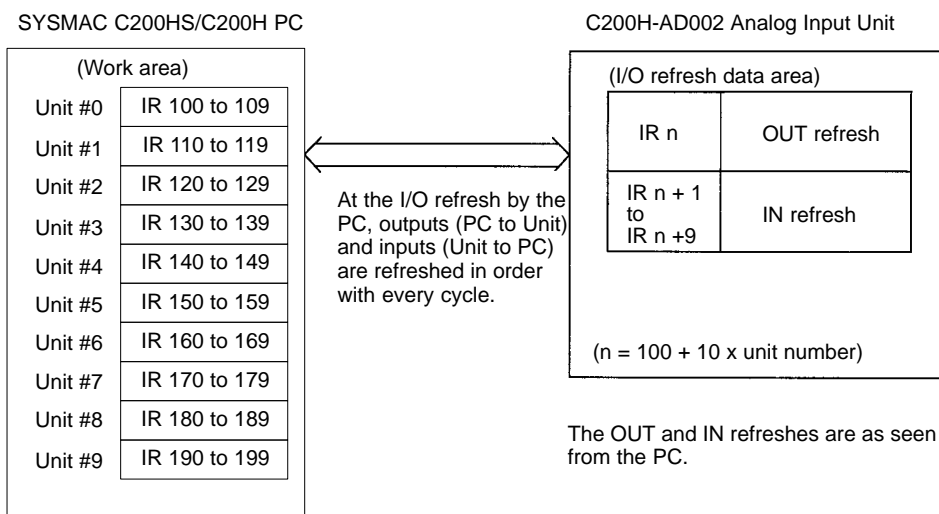 SYSMAC C200HS/C200H PC
(Work area)
Unit #0 IR 100 to 109
Unit #1 IR 110 to 119
Unit #2 IR 120 to 129
Unit #3 IR 130 to 139
Unit #4 IR 140 to 149
Unit #5 IR 150 to 159
Unit #6 IR 160 to 169
Unit #7 IR 170 to 179
Unit #8 IR 180 to 189
Unit #9 IR 190 to 199
At the I/O refresh by the
PC, outputs (PC to Unit)
and inputs (Unit to PC)
are refreshed in order
with every cycle.
C200H-AD002 Analog Input Unit
(I/O refresh data area)
IR n OUT refresh
IR n + 1
to
IR n +9
IN refresh
(n = 100 + 10 x unit number)
The OUT and IN refreshes are as seen
from the PC.